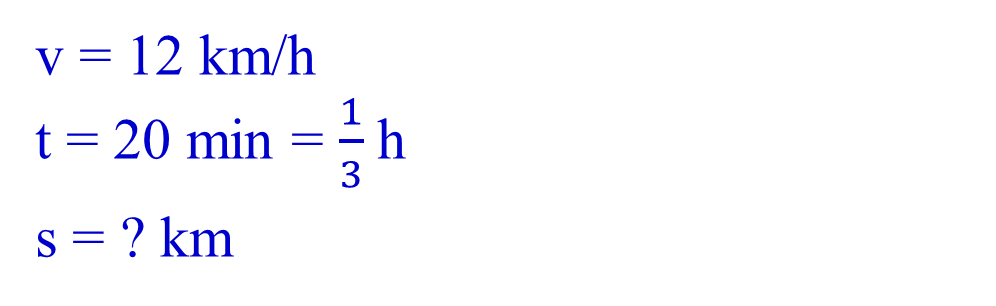 v = 12 km/h
t = 20 min = 1/3 h
s = ? km